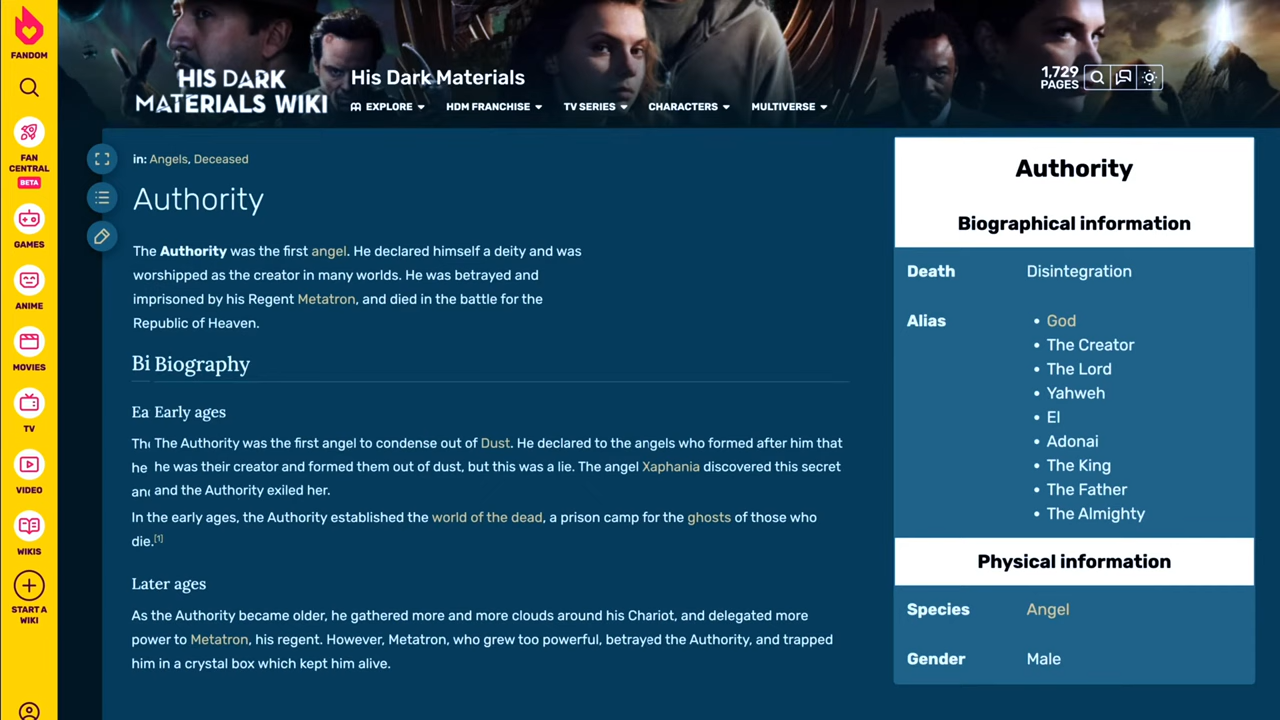 FANDOM
FAN
CENTRAL
BETA
GAMES
ANIME
MOVIES
TV
VIDEO
WIKIS
START A
WIKI
HIS DARK
MATERIALS WIKI
His Dark Materials
EXPLORE
HDM FRANCHISE
TV SERIES
CHARACTERS
MULTIVERSE
1,729
PAGES
in: Angels, Deceased
Authority
The Authority was the first angel. He declared himself a deity and was
worshipped as the creator in many worlds. He was betrayed and
imprisoned by his Regent Metatron, and died in the battle for the
Republic of Heaven.
Bi Biography
Ea Early ages
Th The Authority was the first angel to condense out of Dust. He declared to the angels who formed after him that
he he was their creator and formed them out of dust, but this was a lie. The angel Xaphania discovered this secret
and and the Authority exiled her.
In the early ages, the Authority established the world of the dead, a prison camp for the ghosts of those who
die.[1]
Later ages
As the Authority became older, he gathered more and more clouds around his Chariot, and delegated more
power to Metatron, his regent. However, Metatron, who grew too powerful, betrayed the Authority, and trapped
him in a crystal box which kept him alive.
Authority
Biographical information
Death Disintegration
Alias • God
• The Creator
• The Lord
• Yahweh
• El
• Adonai
• The King
• The Father
• The Almighty
Physical information
Species Angel
Gender Male